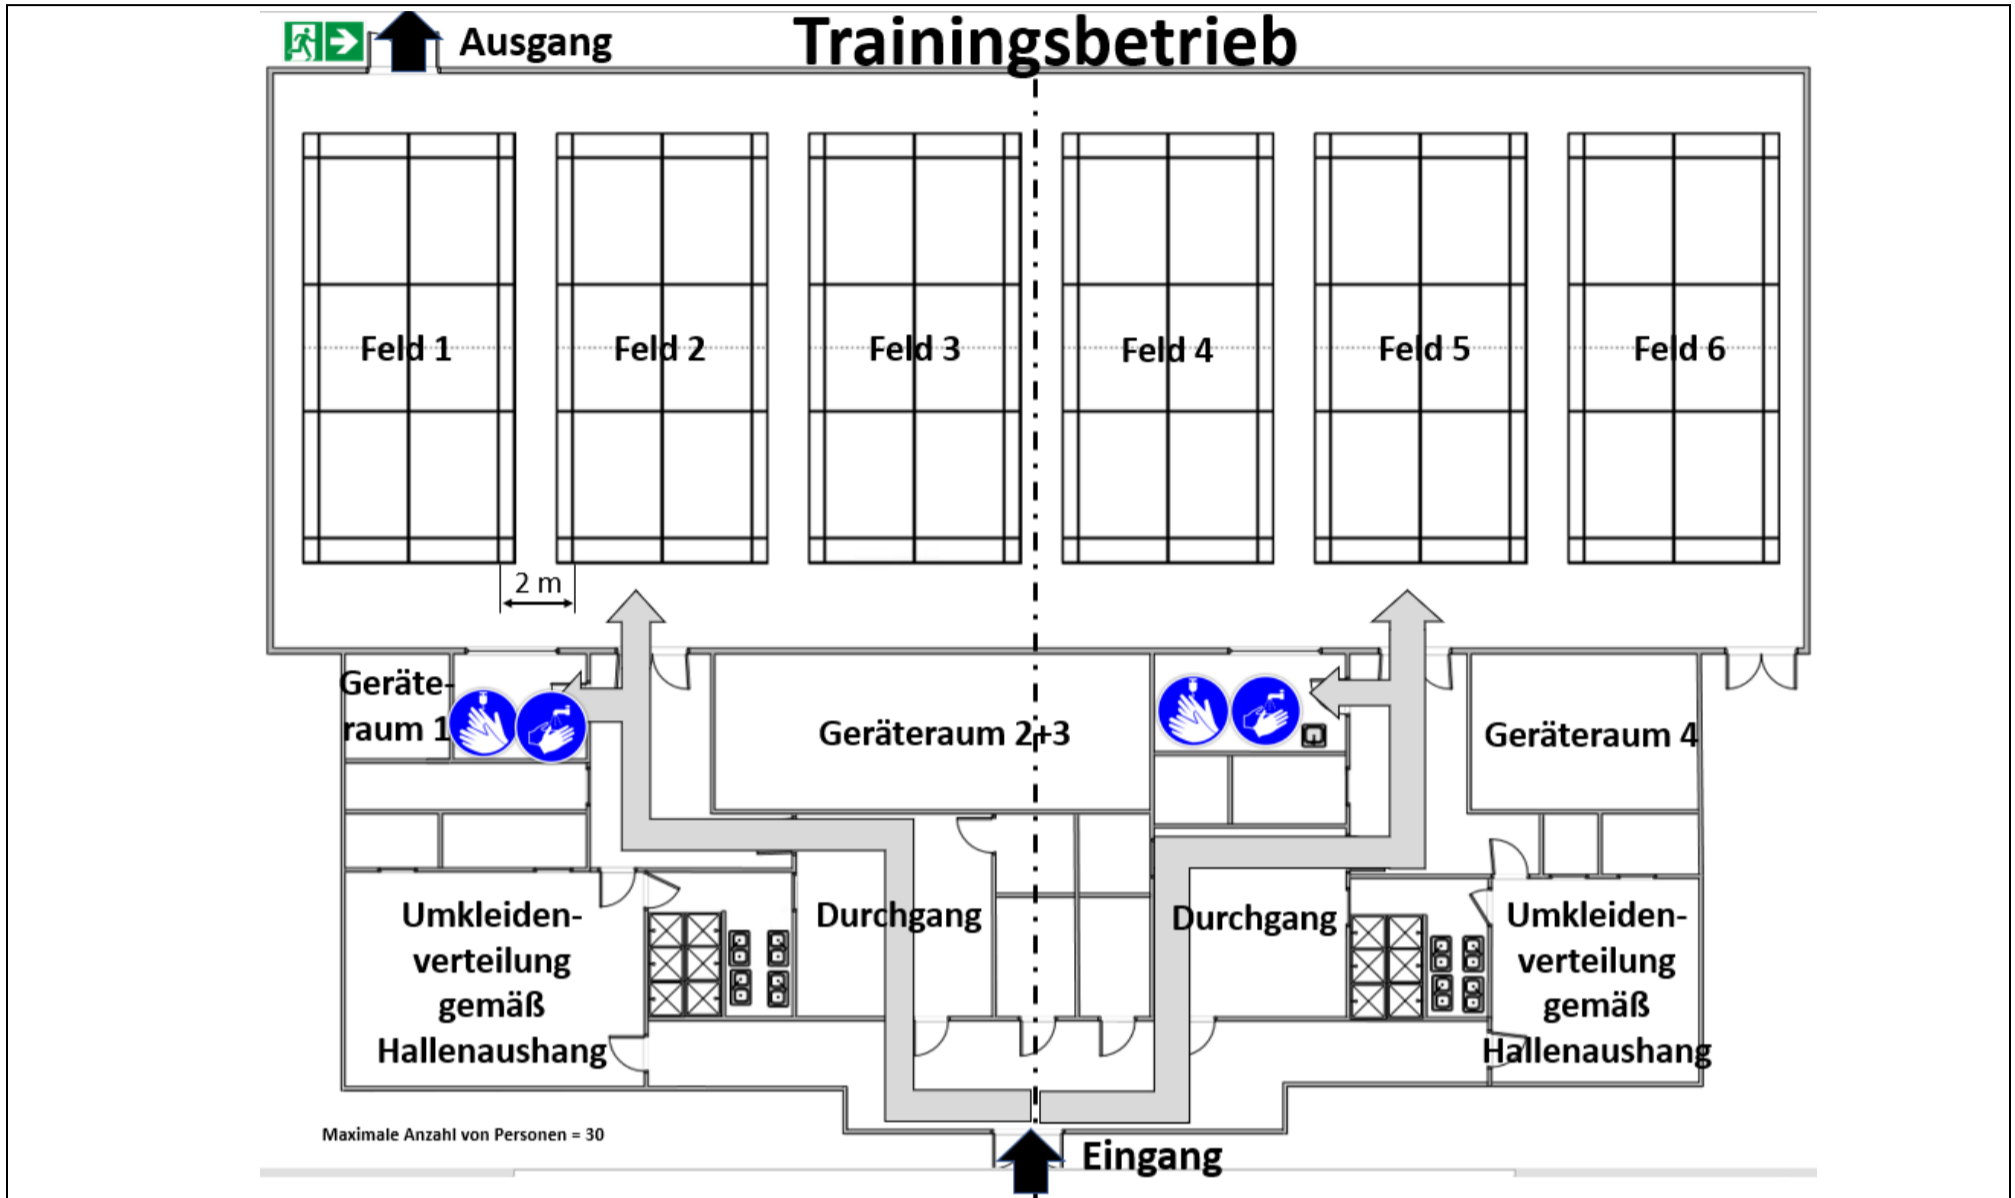 Ausgang
Trainingsbetrieb
Feld 1
Feld 2
Feld 3
Feld 4
Feld 5
Feld 6
2 m
Geräte-
raum 1
Geräteraum 2+3
Geräteraum 4
Umkleiden-
verteilung
gemäß
Hallenaushang
Durchgang
Durchgang
Umkleiden-
verteilung
gemäß
Hallenaushang
Maximale Anzahl von Personen = 30
Eingang